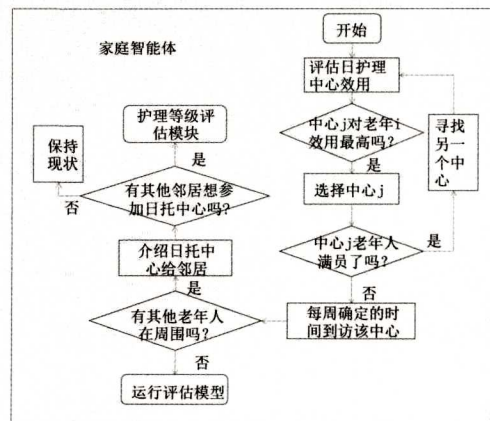 家庭智能体
开始
评估日护理
中心效用
中心j对老年i
效用最高吗?
是
选择中心j
寻找
另一
个中
心
中心j老年人
满员了吗?
是
否
每周确定的时
间到访该中心
有其他老年人
在周围吗?
否
运行评估模型
是
介绍日托中
心给邻居
有其他邻居想参
加日托中心吗?
否
保持
现状
是
护理等级评
估模块